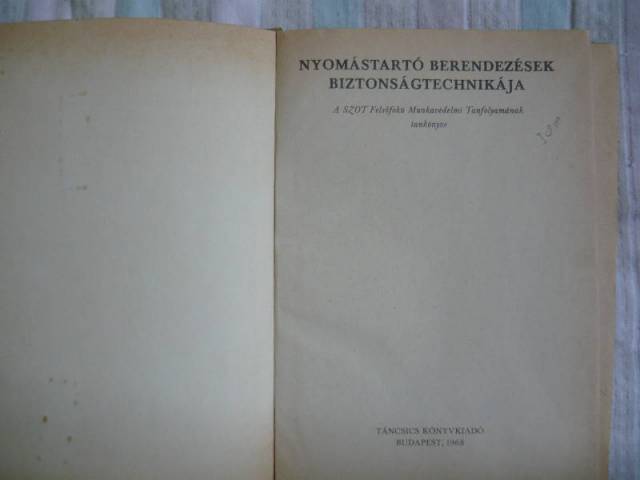 NYOMÁSTARTÓ BERENDEZÉSEK
BIZTONSÁGTECHNIKÁJA
A SZOT Felsőfokú Munkavédelmi Tanfolyamának
tankönyve
TÁNCSICS KÖNYVKIADÓ
BUDAPEST, 1968